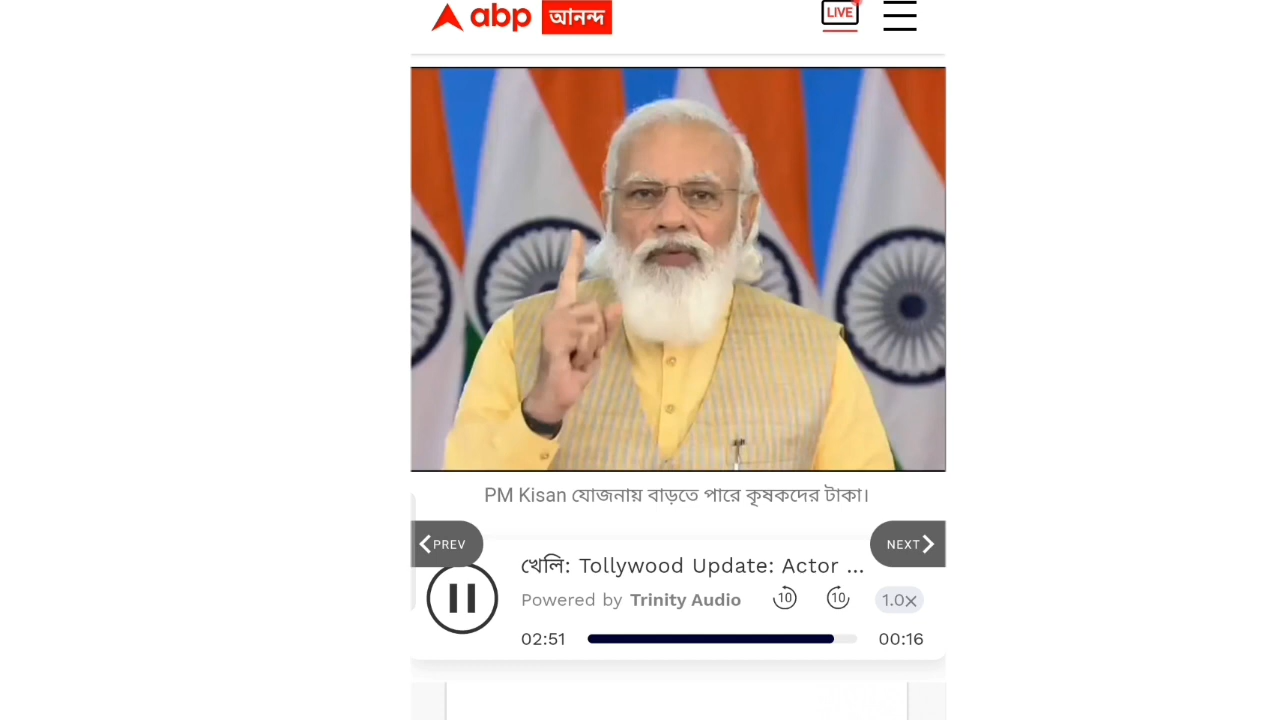 abp আনন্দ
LIVE
PM Kisan যোজনায় বাড়তে পারে কৃষকদের টাকা।
PREV
NEXT
খেলি: Tollywood Update: Actor ...
Powered by Trinity Audio 10 10 1.0x
02:51 00:16